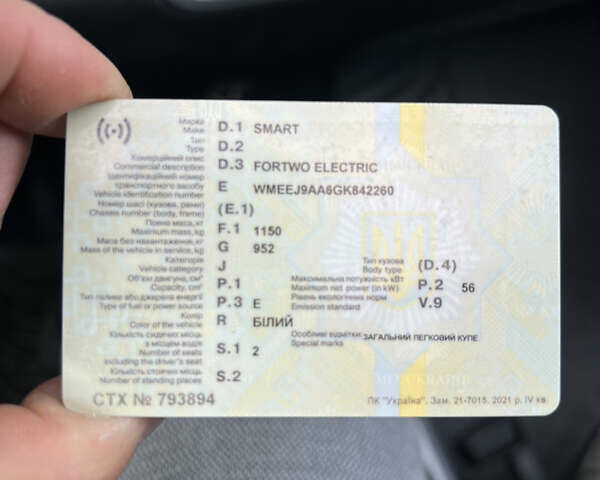 Марка
Make D.1 SMART
Тип
Type D.2
Комерційний опис
Commercial description D.3 FORTWO ELECTRIC
Ідентифікаційний номер
транспортного засобу
Vehicle identification number E WMEEJ9AA6GK842260
Номер шасі (кузова, рами)
Chassis number (body, frame) (E.1)
Повна маса, кг
Maximum mass, kg F.1 1150
Маса без навантаження, кг
Mass of the vehicle in service, kg G 952
Категорія
Vehicle category J
Тип кузова
Body type (D.4)
Об'єм двигуна, см³
Capacity, cm³ P.1
Максимальна потужність кВт
Maximum net power (in kW) P.2 56
Тип палива або джерела енергії
Type of fuel or power source P.3 E
Рівень екологічних норм
Emission standard V.9
Колір
Color of the vehicle R БІЛИЙ
Кількість сидячих місць
з місцем водія
Number of seats
including the driver's seat S.1 2
Особливі відмітки ЗАГАЛЬНИЙ ЛЕГКОВИЙ КУПЕ
Special marks
Кількість стоячих місць
Number of standing places S.2
СТХ № 793894
ПК "Україна". Зам. 21-7015. 2021 р. IV кв.